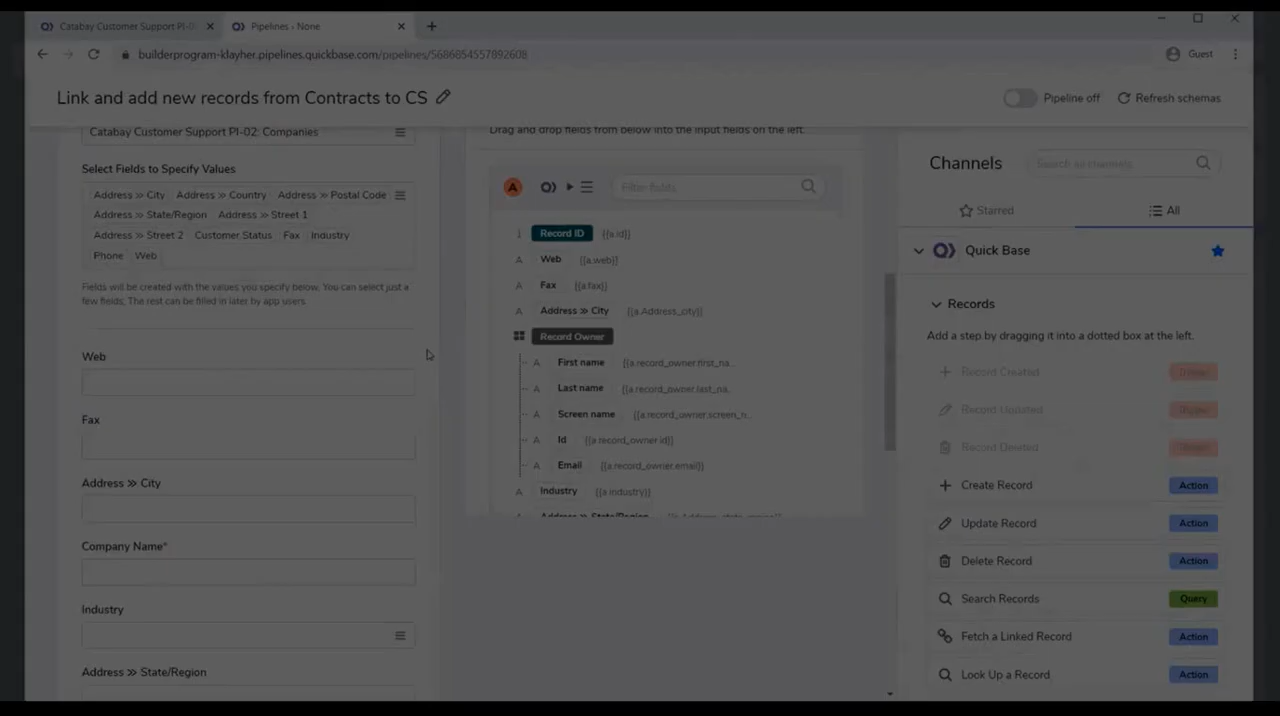 Catabay Customer Support PI-0
Pipelines - None
builderprogram-klayher.pipelines.quickbase.com/pipelines/5686854557892608
Guest
Link and add new records from Contracts to CS
Pipeline off
Refresh schemas
Catabay Customer Support PI-02: Companies
Select Fields to Specify Values
Address >> City Address >> Country Address >> Postal Code
Address >> State/Region Address >> Street 1
Address >> Street 2 Customer Status Fax Industry
Phone Web
Fields will be created with the values you specify below. You can select just a
few fields. The rest can be filled in later by app users.
Web
Fax
Address >> City
Company Name*
Industry
Address >> State/Region
Drag and drop fields from below into the input fields on the left.
A
Filter fields
Record ID {{a.id}}
A Web {{a.web}}
A Fax {{a.fax}}
A Address >> City {{a.Address_city}}
Record Owner
A First name {{a.record_owner.first_na...
A Last name {{a.record_owner.last_na...
A Screen name {{a.record_owner.screen_n...
A Id {{a.record_owner.id}}
A Email {{a.record_owner.email}}
A Industry {{a.industry}}
A Address >> State/Region
Channels
Search all channels
Starred
All
Quick Base
Records
Add a step by dragging it into a dotted box at the left.
Record Created Trigger
Record Updated Trigger
Record Deleted Trigger
Create Record Action
Update Record Action
Delete Record Action
Search Records Query
Fetch a Linked Record Action
Look Up a Record Action